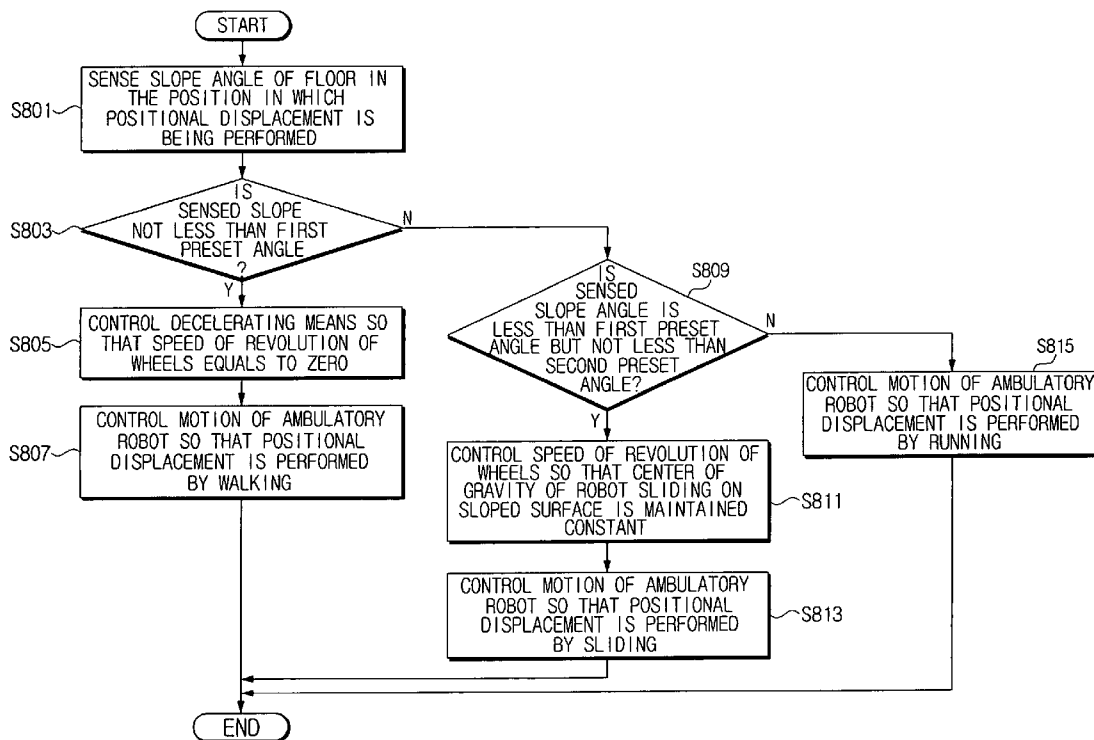 START
S801
SENSE SLOPE ANGLE OF FLOOR IN
THE POSITION IN WHICH
POSITIONAL DISPLACEMENT IS
BEING PERFORMED
S803
IS
SENSED SLOPE
NOT LESS THAN FIRST
PRESET ANGLE
?
N
Y
S805
CONTROL DECELERATING MEANS SO
THAT SPEED OF REVOLUTION OF
WHEELS EQUALS TO ZERO
S807
CONTROL MOTION OF AMBULATORY
ROBOT SO THAT POSITIONAL
DISPLACEMENT IS PERFORMED
BY WALKING
S809
IS
SENSED
SLOPE ANGLE IS
LESS THAN FIRST PRESET
ANGLE BUT NOT LESS THAN
SECOND PRESET
ANGLE?
N
Y
S811
CONTROL SPEED OF REVOLUTION OF
WHEELS SO THAT CENTER OF
GRAVITY OF ROBOT SLIDING ON
SLOPED SURFACE IS MAINTAINED
CONSTANT
S813
CONTROL MOTION OF AMBULATORY
ROBOT SO THAT POSITIONAL
DISPLACEMENT IS PERFORMED
BY SLIDING
S815
CONTROL MOTION OF AMBULATORY
ROBOT SO THAT POSITIONAL
DISPLACEMENT IS PERFORMED
BY RUNNING
END